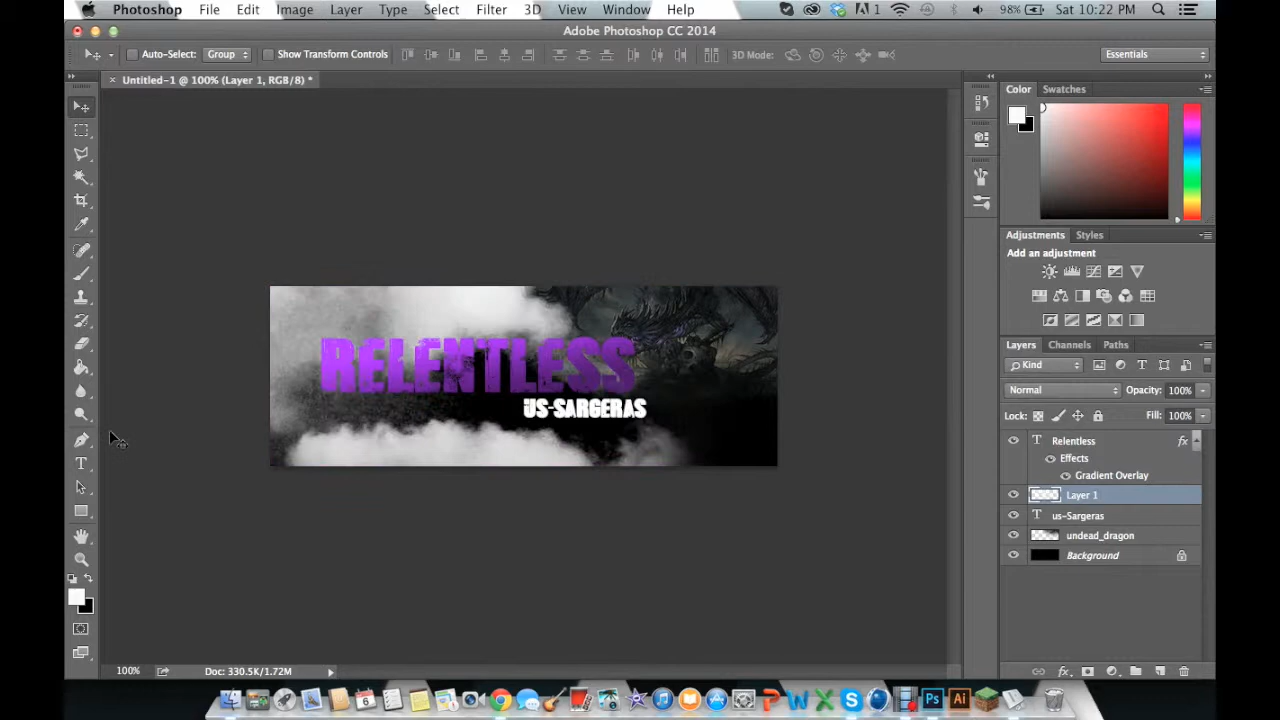 Photoshop File Edit Image Layer Type Select Filter 3D View Window Help 1 98% Sat 10:22 PM
Adobe Photoshop CC 2014
Auto-Select: Group Show Transform Controls 3D Mode: Essentials
× Untitled-1 @ 100% (Layer 1, RGB/8) *
Color Swatches
Adjustments Styles
Add an adjustment
RELENTLESS
US-SARGERAS
Layers Channels Paths
Kind
Normal Opacity: 100%
Lock: Fill: 100%
T Relentless fx
Effects
Gradient Overlay
Layer 1
T us-Sargeras
undead_dragon
Background
100% Doc: 330.5K/1.72M